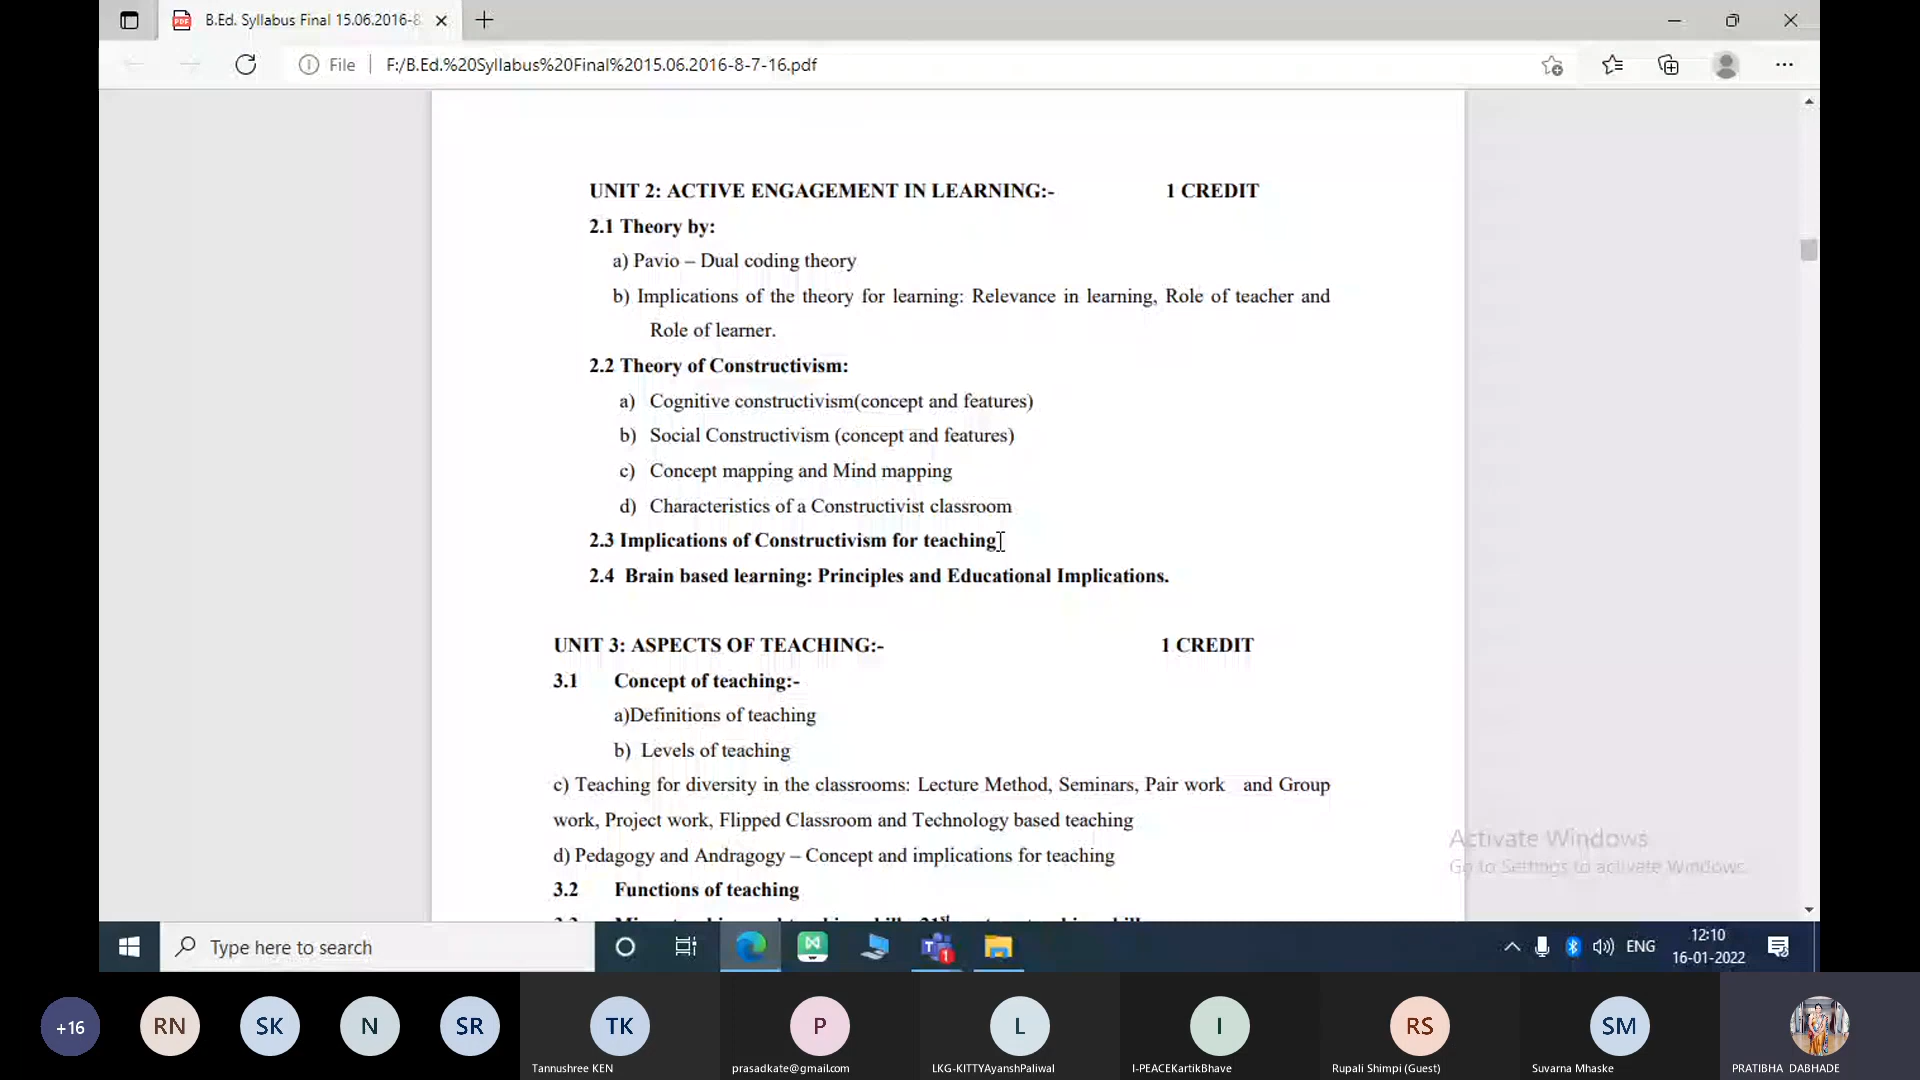 B.Ed. Syllabus Final 15.06.2016-8
File
F:/B.Ed.%20Syllabus%20Final%2015.06.2016-8-7-16.pdf
UNIT 2: ACTIVE ENGAGEMENT IN LEARNING:- 1 CREDIT
2.1 Theory by:
a) Pavio – Dual coding theory
b) Implications of the theory for learning: Relevance in learning, Role of teacher and
Role of learner.
2.2 Theory of Constructivism:
a) Cognitive constructivism(concept and features)
b) Social Constructivism (concept and features)
c) Concept mapping and Mind mapping
d) Characteristics of a Constructivist classroom
2.3 Implications of Constructivism for teaching
2.4 Brain based learning: Principles and Educational Implications.
UNIT 3: ASPECTS OF TEACHING:- 1 CREDIT
3.1 Concept of teaching:-
a)Definitions of teaching
b) Levels of teaching
c) Teaching for diversity in the classrooms: Lecture Method, Seminars, Pair work and Group
work, Project work, Flipped Classroom and Technology based teaching
d) Pedagogy and Andragogy – Concept and implications for teaching
3.2 Functions of teaching
Activate Windows
Go to Settings to activate Windows.
Type here to search
1
ENG
12:10
16-01-2022
+16
RN
SK
N
SR
TK
P
L
I
RS
SM
Tannushree KEN
prasadkate@gmail.com
LKG-KITTYAyanshPaliwal
I-PEACEKartikBhave
Rupali Shimpi (Guest)
Suvarna Mhaske
PRATIBHA DABHADE